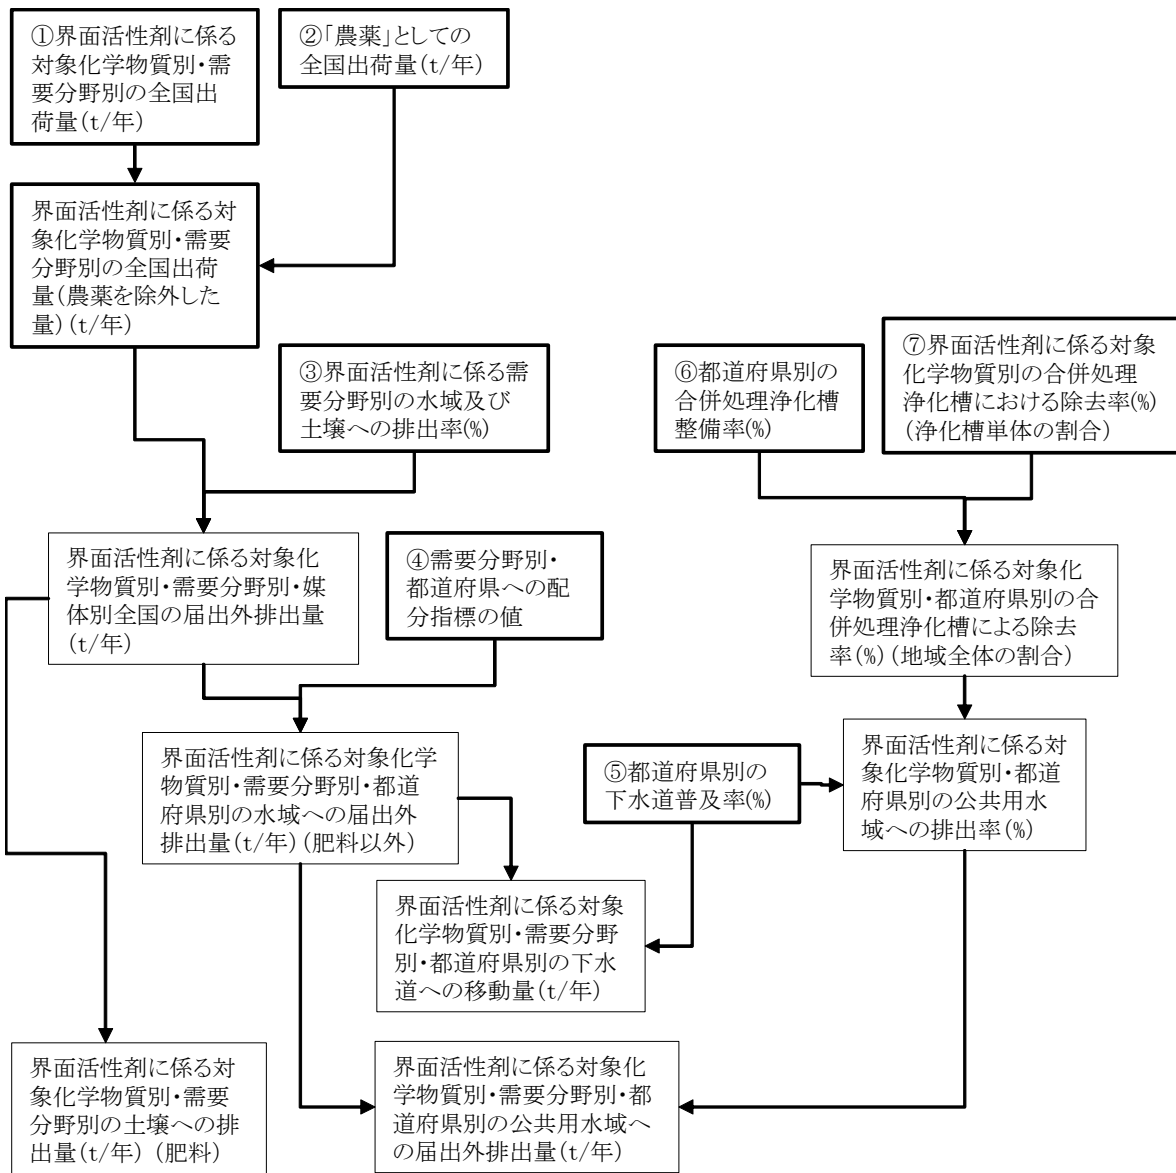 ①界面活性剤に係る
対象化学物質別・需
要分野別の全国出
荷量(t/年)
②「農薬」としての
全国出荷量(t/年)
界面活性剤に係る対
象化学物質別・需要
分野別の全国出荷
量(農薬を除外した
量)(t/年)
③界面活性剤に係る需
要分野別の水域及び
土壌への排出率(%)
⑥都道府県別の
合併処理浄化槽
整備率(%)
⑦界面活性剤に係る対象
化学物質別の合併処理
浄化槽における除去率(%)
(浄化槽単体の割合)
界面活性剤に係る対象化
学物質別・需要分野別・媒
体別全国の届出外排出量
(t/年)
④需要分野別・
都道府県への配
分指標の値
界面活性剤に係る対象化
学物質別・都道府県別の合
併処理浄化槽による除去
率(%)(地域全体の割合)
界面活性剤に係る対象化学
物質別・需要分野別・都道
府県別の水域への届出外
排出量(t/年)(肥料以外)
⑤都道府県別の
下水道普及率(%)
界面活性剤に係る対
象化学物質別・都道
府県別の公共用水
域への排出率(%)
界面活性剤に係る対象
化学物質別・需要分野
別・都道府県別の下水
道への移動量(t/年)
界面活性剤に係る対
象化学物質別・需要
分野別の土壌への排
出量(t/年)(肥料)
界面活性剤に係る対象化
学物質別・需要分野別・都
道府県別の公共用水域へ
の届出外排出量(t/年)